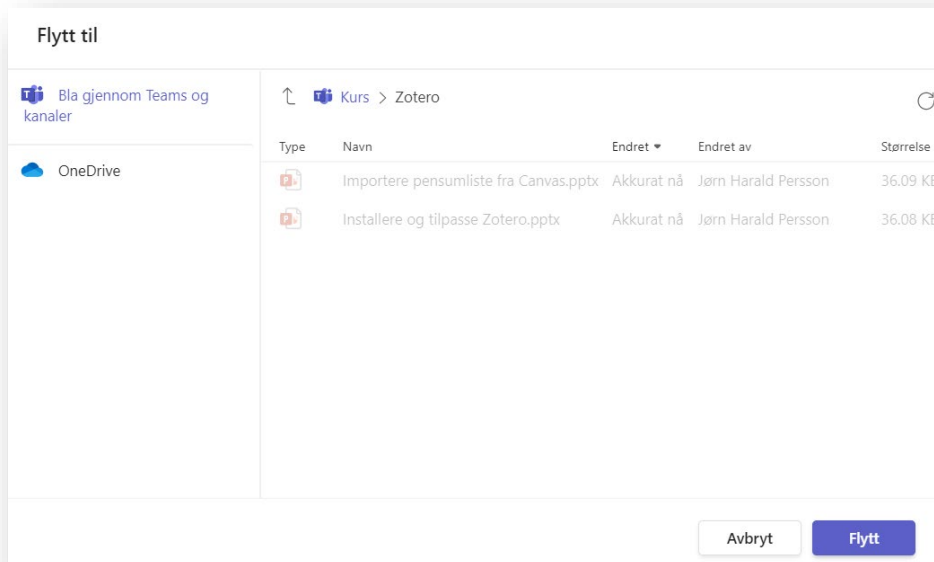 Flytt til
Bla gjennom Teams og
kanaler
OneDrive
Kurs > Zotero
Type Navn Endret Endret av Størrelse
Importere pensumliste fra Canvas.pptx Akkurat nå Jørn Harald Persson 36.09 KB
Installere og tilpasse Zotero.pptx Akkurat nå Jørn Harald Persson 36.08 KB
Avbryt Flytt